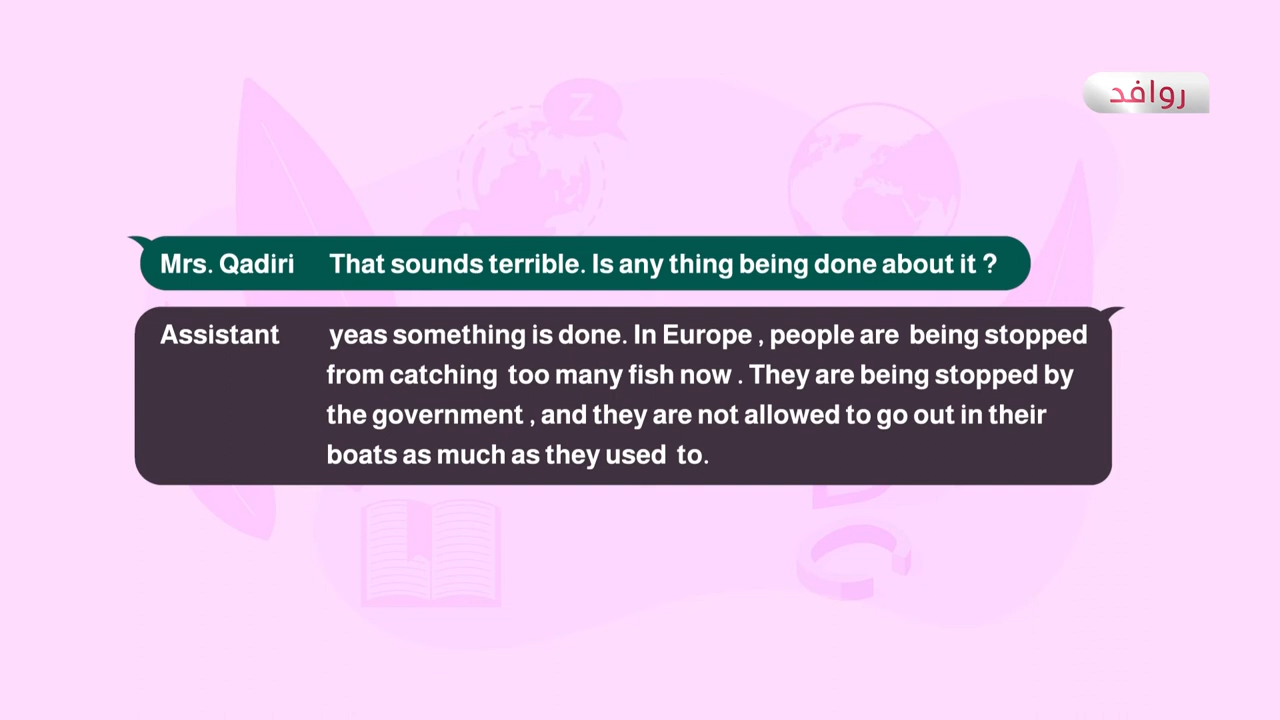 روافد
Z
Mrs. Qadiri That sounds terrible. Is any thing being done about it ?
Assistant yeas something is done. In Europe , people are being stopped
from catching too many fish now . They are being stopped by
the government , and they are not allowed to go out in their
boats as much as they used to.